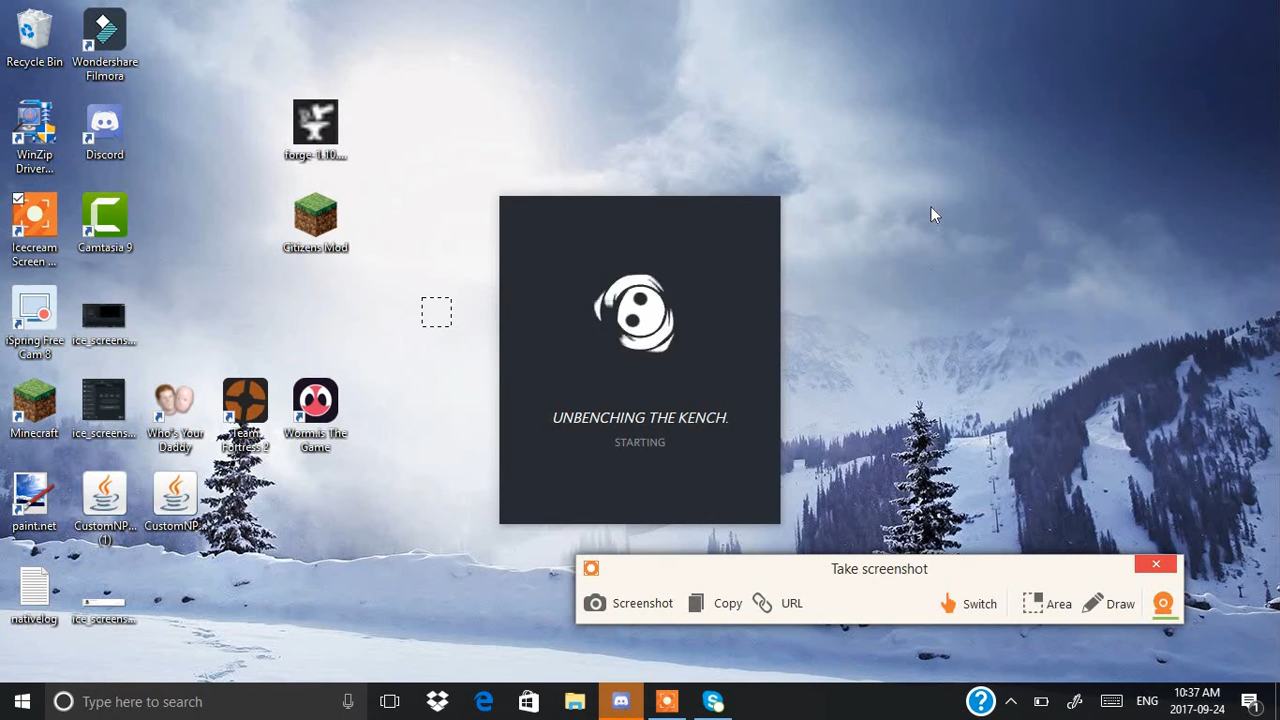 Recycle Bin
Wondershare
Filmora
WinZip
Driver...
Discord
forge-1.10....
Icecream
Screen ...
Camtasia 9
Citizens Mod
iSpring Free
Cam 8
ice_screens...
Minecraft
ice_screens...
Who's Your
Daddy
Team
Fortress 2
Worm.is The
Game
paint.net
CustomNP...
(1)
CustomNP...
nativelog
ice_screens...
UNBENCHING THE KENCH.
STARTING
Take screenshot
Screenshot
Copy
URL
Switch
Area
Draw
Type here to search
ENG
10:37 AM
2017-09-24
1